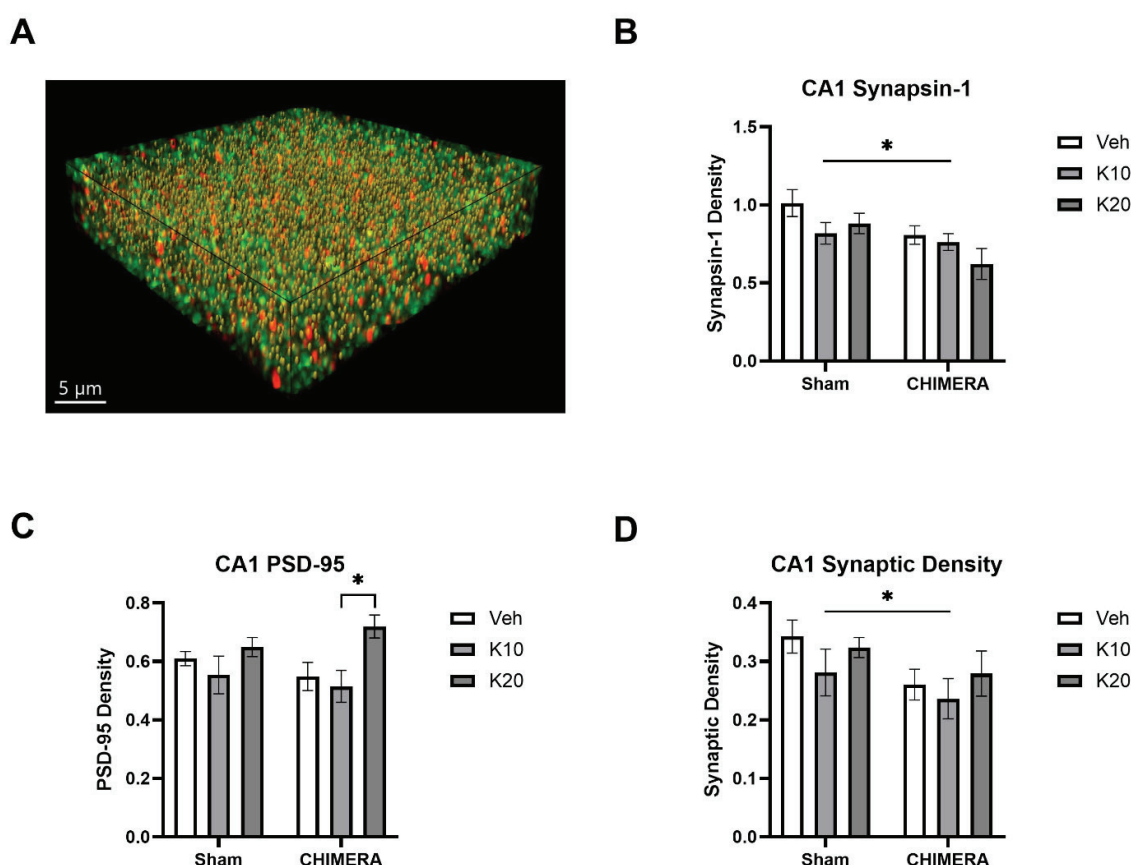 A
5 µm
B
CA1 Synapsin-1
*
Synapsin-1 Density
1.5
1.0
0.5
0.0
Sham CHIMERA
Veh
K10
K20
C
CA1 PSD-95
*
PSD-95 Density
0.8
0.6
0.4
0.2
0.0
Sham CHIMERA
Veh
K10
K20
D
CA1 Synaptic Density
*
Synaptic Density
0.4
0.3
0.2
0.1
0.0
Sham CHIMERA
Veh
K10
K20